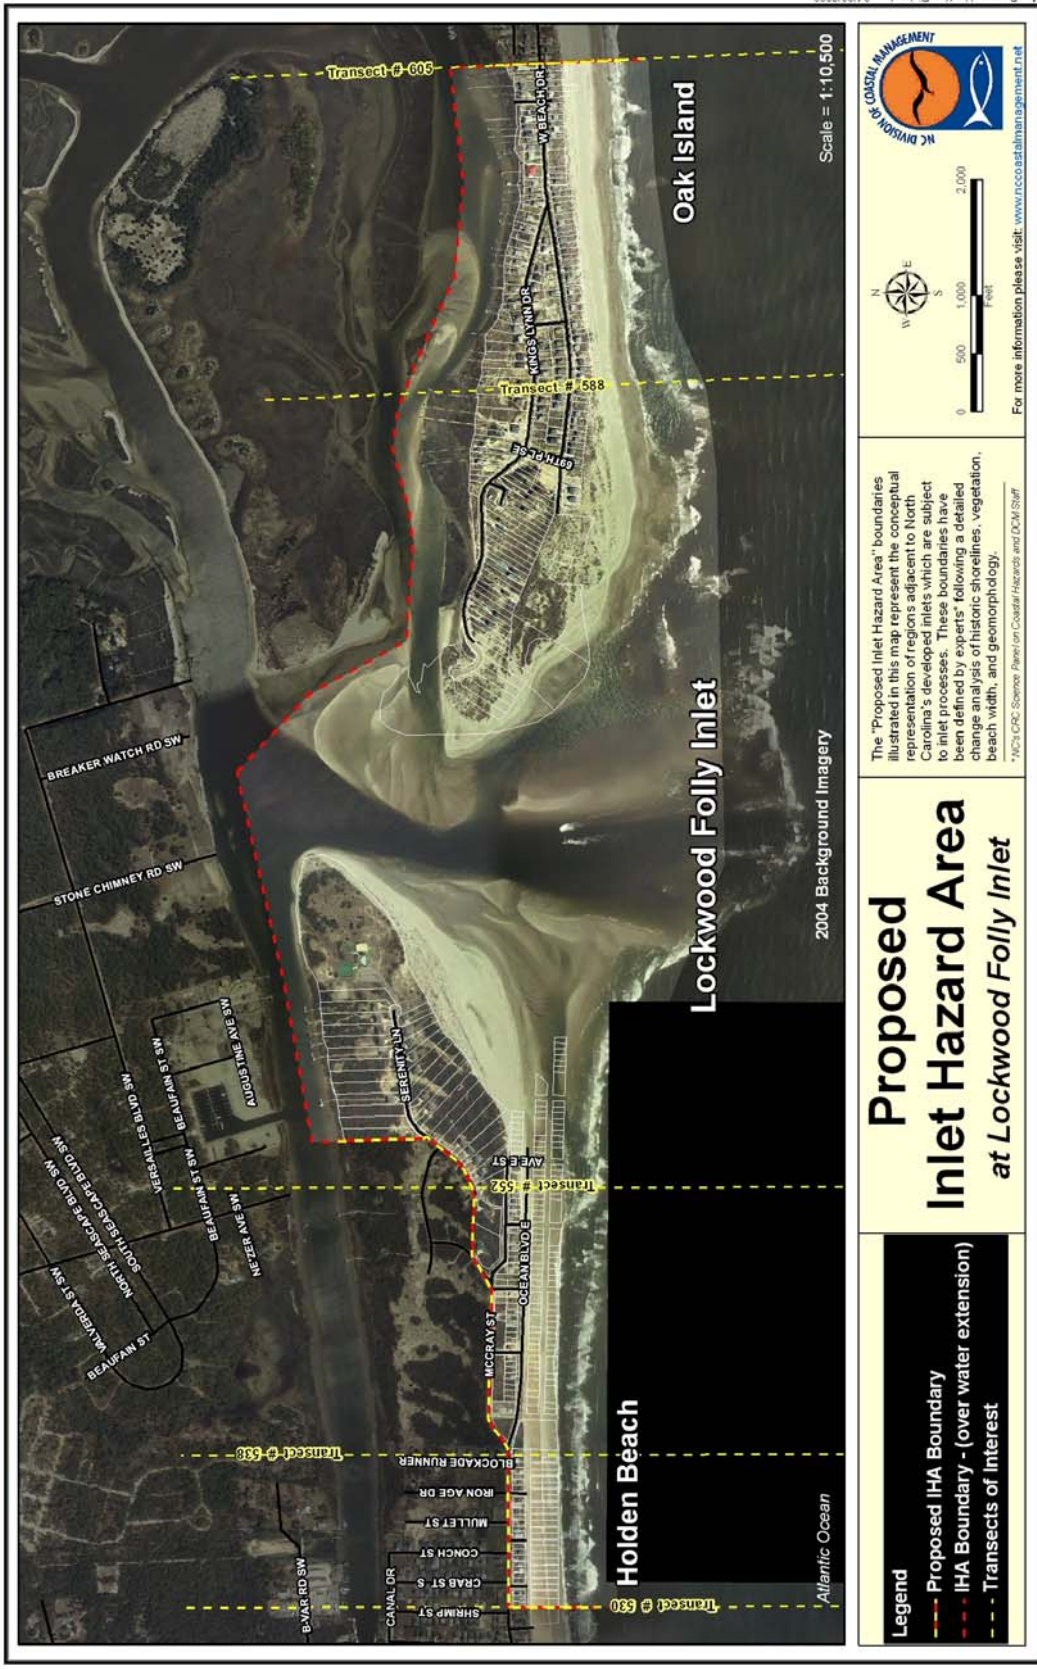 Transect # 605
W BEACH DR
Oak Island
Scale = 1:10,500
KINGS LYNN DR
Transect # 588
69TH PL SE
BREAKER WATCH RD SW
STONE CHIMNEY RD SW
Lockwood Folly Inlet
2004 Background Imagery
AUGUSTINE AVE SW
BEAUFAIN ST SW
VERSAILLES BLVD SW
SOUTH SEASCAPE BLVD SW
NORTH SEASCAPE BLVD SW
VALVERDA ST SW
BEAUFAIN ST SW
NEZER AVE SW
BEAUFAIN ST
SERENITY LN
AVE E ST
Transect # 552
OCEAN BLVD E
MCCRAY ST
Transect # 538
BLOCKADE RUNNER
IRON AGE DR
MULLET ST
CONCH ST
CRAB ST S
SHRIMP ST
CANAL DR
B-VAR RD SW
Transect # 530
Holden Beach
Atlantic Ocean
Legend
Proposed IHA Boundary
IHA Boundary - (over water extension)
Transects of Interest
Proposed
Inlet Hazard Area
at Lockwood Folly Inlet
The "Proposed Inlet Hazard Area" boundaries
illustrated in this map represent the conceptual
representation of regions adjacent to North
Carolina's developed inlets which are subject
to inlet processes. These boundaries have
been defined by experts* following a detailed
change analysis of historic shorelines, vegetation,
beach width, and geomorphology.
*NC's CRC Science Panel on Coastal Hazards and DCM Staff
N
W
E
S
0 500 1,000 2,000
Feet
NC DIVISION OF COASTAL MANAGEMENT
For more information please visit: www.nccoastalmanagement.net